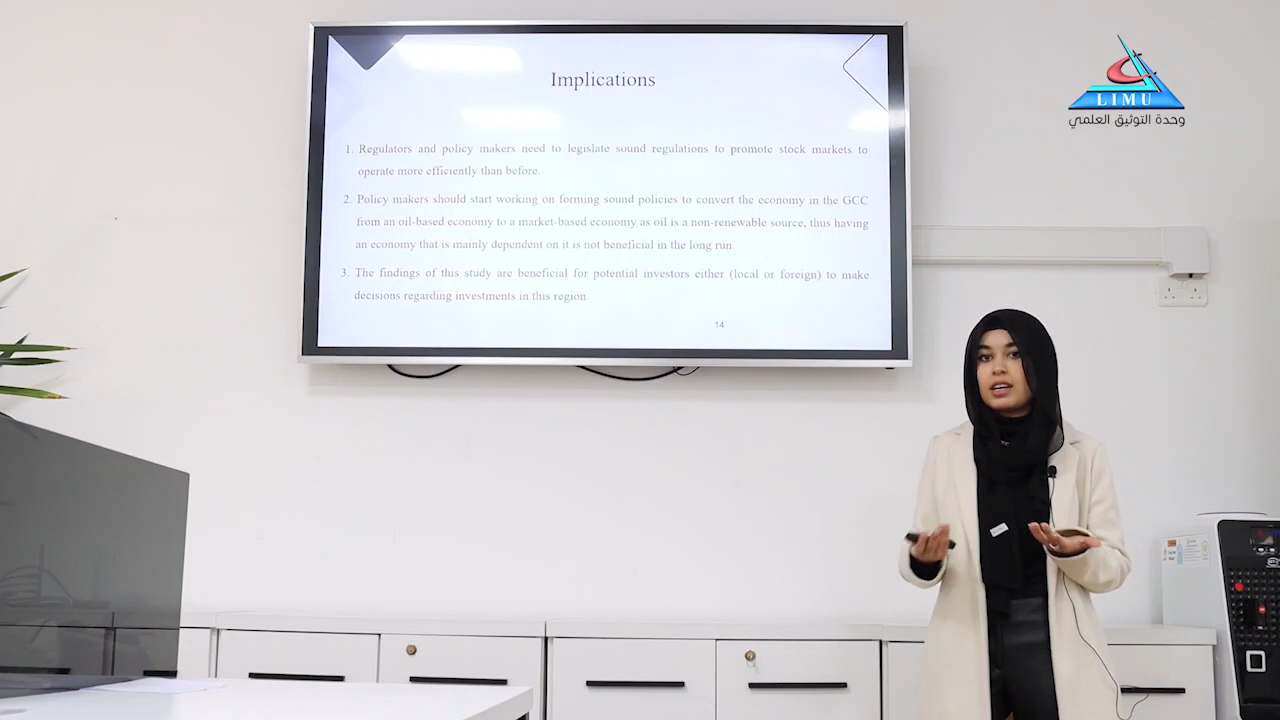 Implications
1. Regulators and policy makers need to legislate sound regulations to promote stock markets to
operate more efficiently than before.
2. Policy makers should start working on forming sound policies to convert the economy in the GCC
from an oil-based economy to a market-based economy as oil is a non-renewable source, thus having
an economy that is mainly dependent on it is not beneficial in the long run.
3. The findings of this study are beneficial for potential investors either (local or foreign) to make
decisions regarding investments in this region.
14
LIMU
وحدة التوثيق العلمي